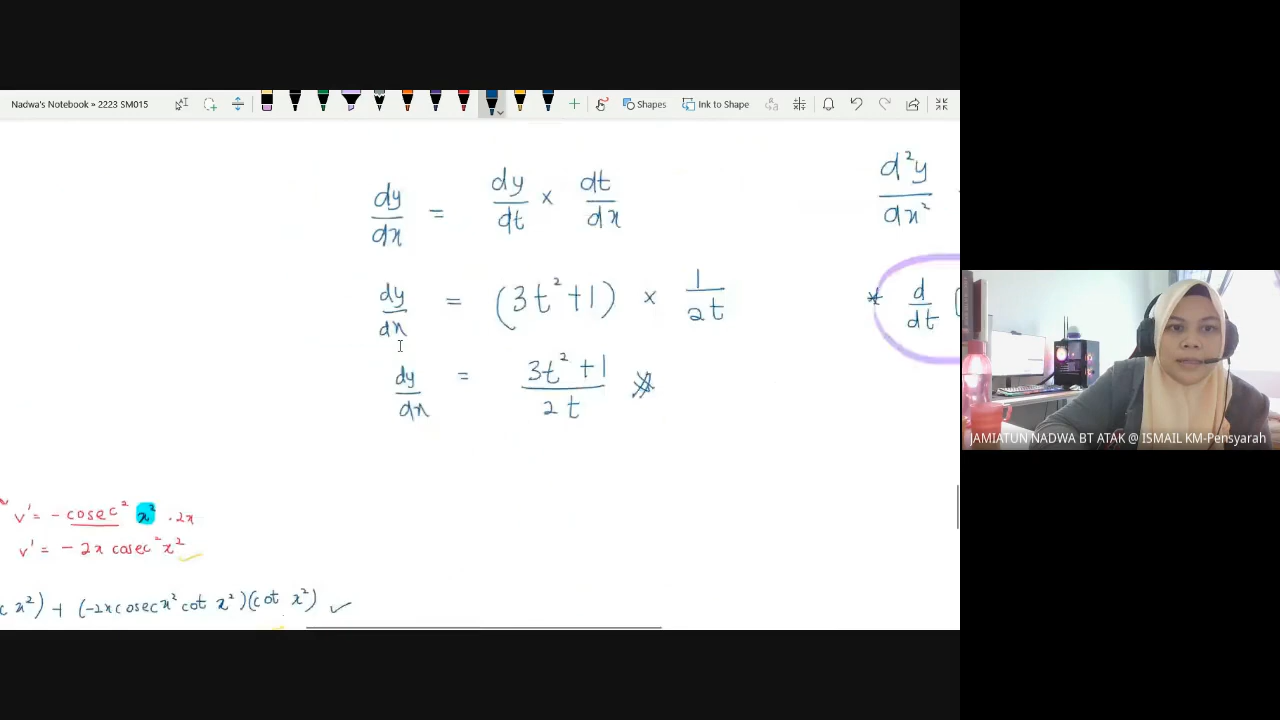 Nadwa's Notebook » 2223 SM015
Shapes
Ink to Shape
dy/dx = dy/dt × dt/dx
d²y/dx²
dy/dx = (3t² + 1) × 1/2t
* d/dt (
dy/dx = 3t² + 1/2t
JAMIATUN NADWA BT ATAK @ ISMAIL KM-Pensyarah
v' = - cosec² x² . 2x
v' = - 2x cosec² x²
c x²) + (-2x cosec x² cot x²)(cot x²) ✓